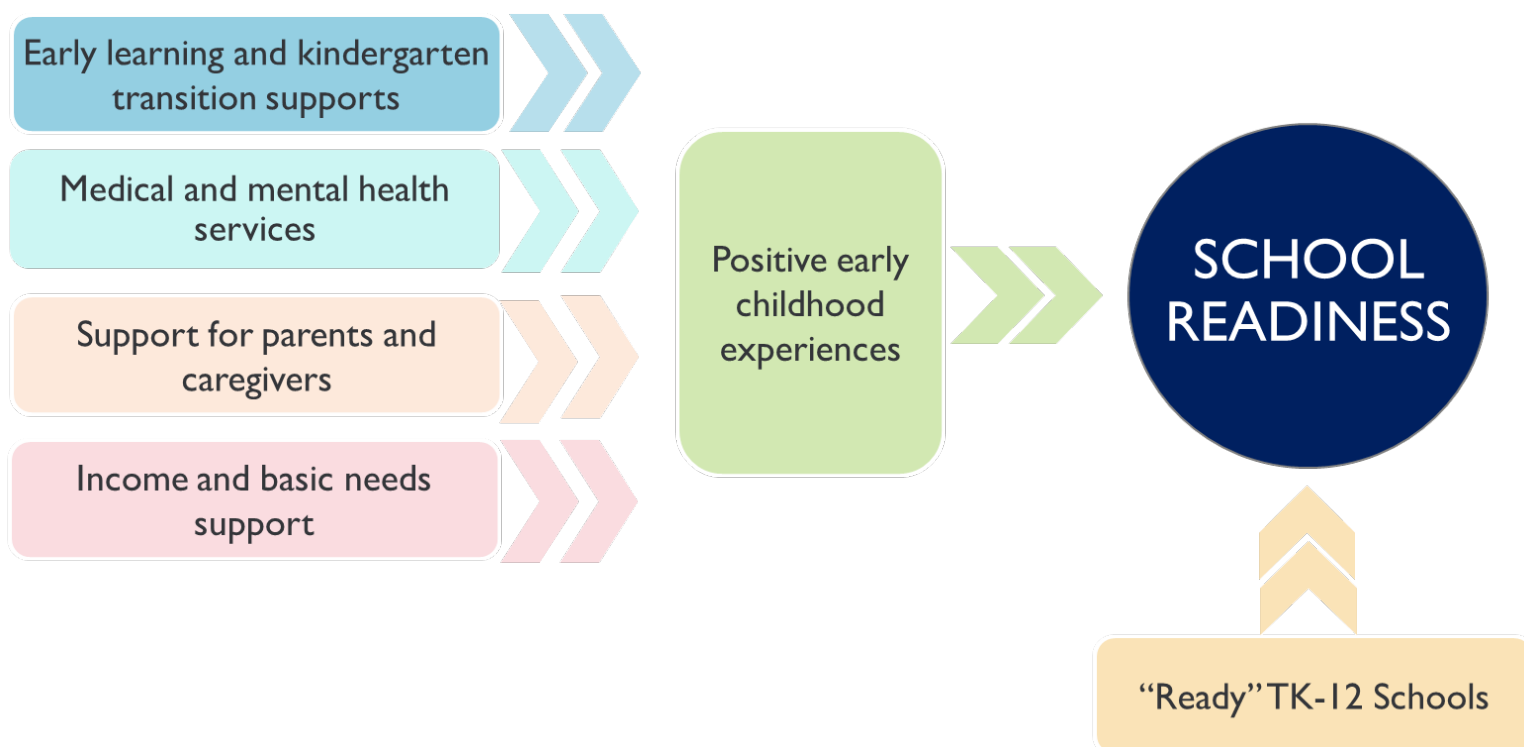 Early learning and kindergarten
transition supports
Medical and mental health
services
Support for parents and
caregivers
Income and basic needs
support
Positive early
childhood
experiences
SCHOOL
READINESS
“Ready” TK-12 Schools